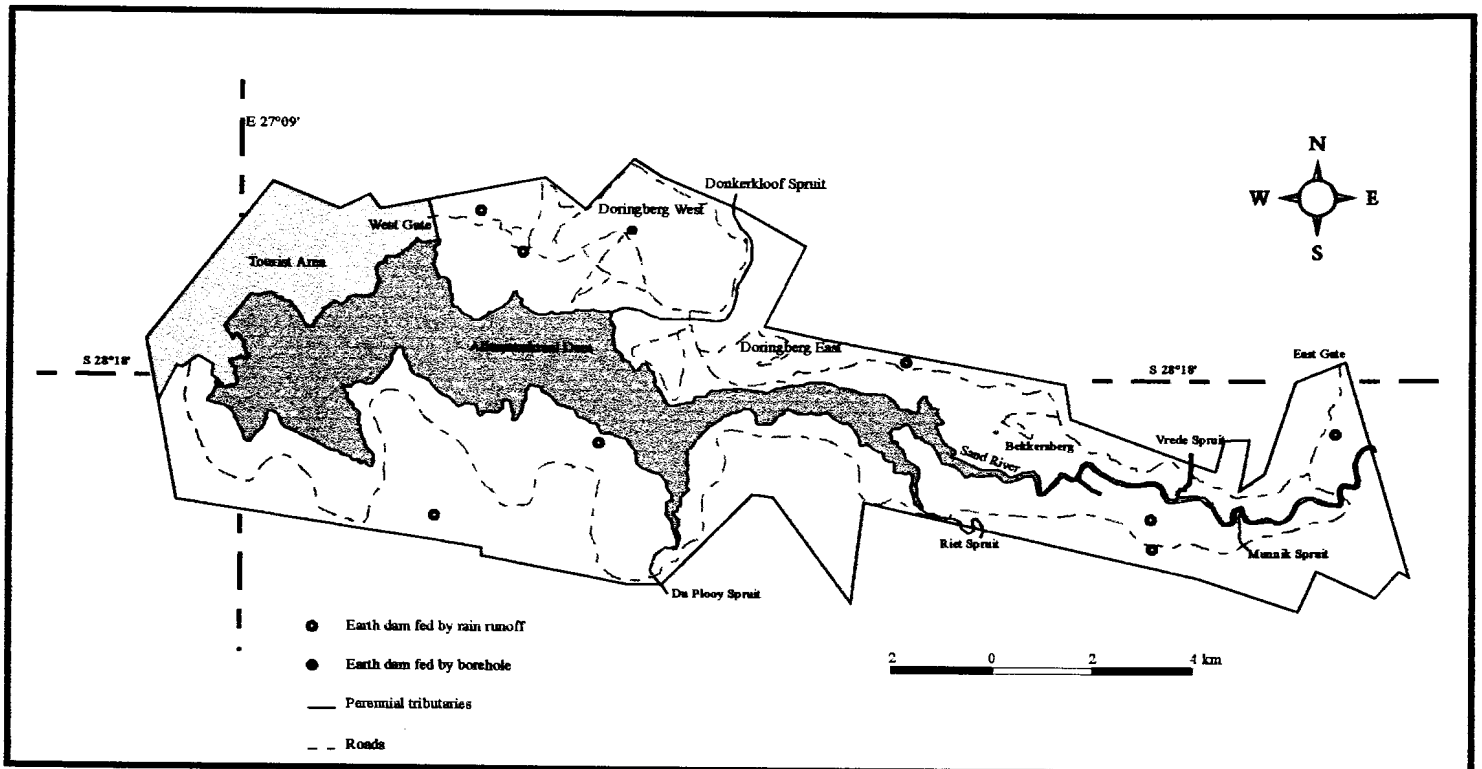 E 27°09'
N
W E
S
Donkerkloof Spruit
Doringberg West
West Gate
Tourist Area
S 28°18'
Doringberg East
East Gate
S 28°18'
Vrede Spruit
Bekkersberg
Sand River
Riet Spruit
Munnik Spruit
Du Plooy Spruit
Earth dam fed by rain runoff
Earth dam fed by borehole
2 0 2 4 km
Perennial tributaries
Roads